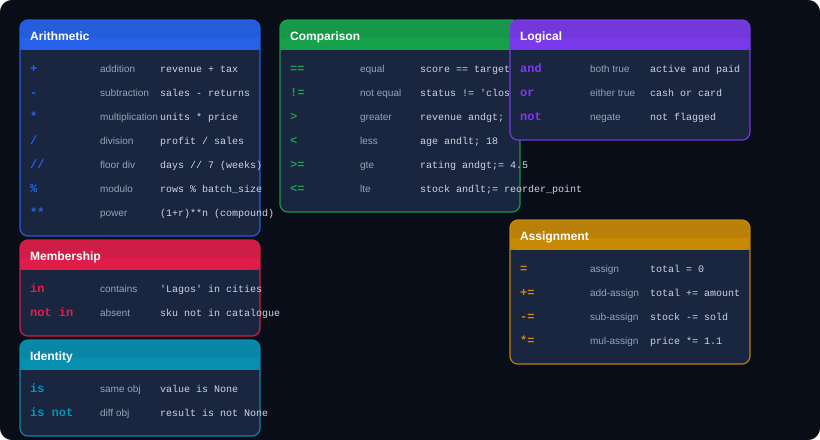 Arithmetic
+ addition revenue + tax
- subtraction sales - returns
* multiplication units * price
/ division profit / sales
// floor div days // 7 (weeks)
% modulo rows % batch_size
** power (1+r)**n (compound)
Comparison
== equal score == target
!= not equal status != 'clos
> greater revenue andgt;
< less age andlt; 18
>= gte rating andgt;= 4.5
<= lte stock andlt;= reorder_point
Logical
and both true active and paid
or either true cash or card
not negate not flagged
Membership
in contains 'Lagos' in cities
not in absent sku not in catalogue
Assignment
= assign total = 0
+= add-assign total += amount
-= sub-assign stock -= sold
*= mul-assign price *= 1.1
Identity
is same obj value is None
is not diff obj result is not None